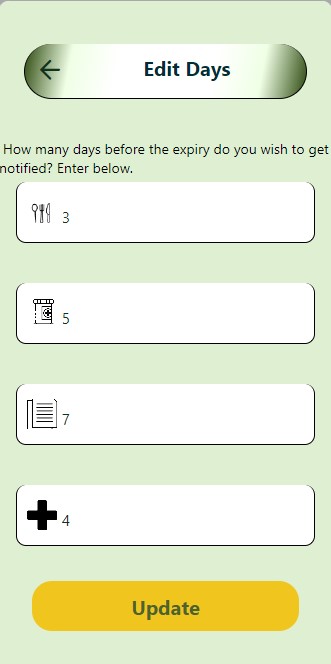 Edit Days
How many days before the expiry do you wish to get
notified? Enter below.
3
5
7
4
Update